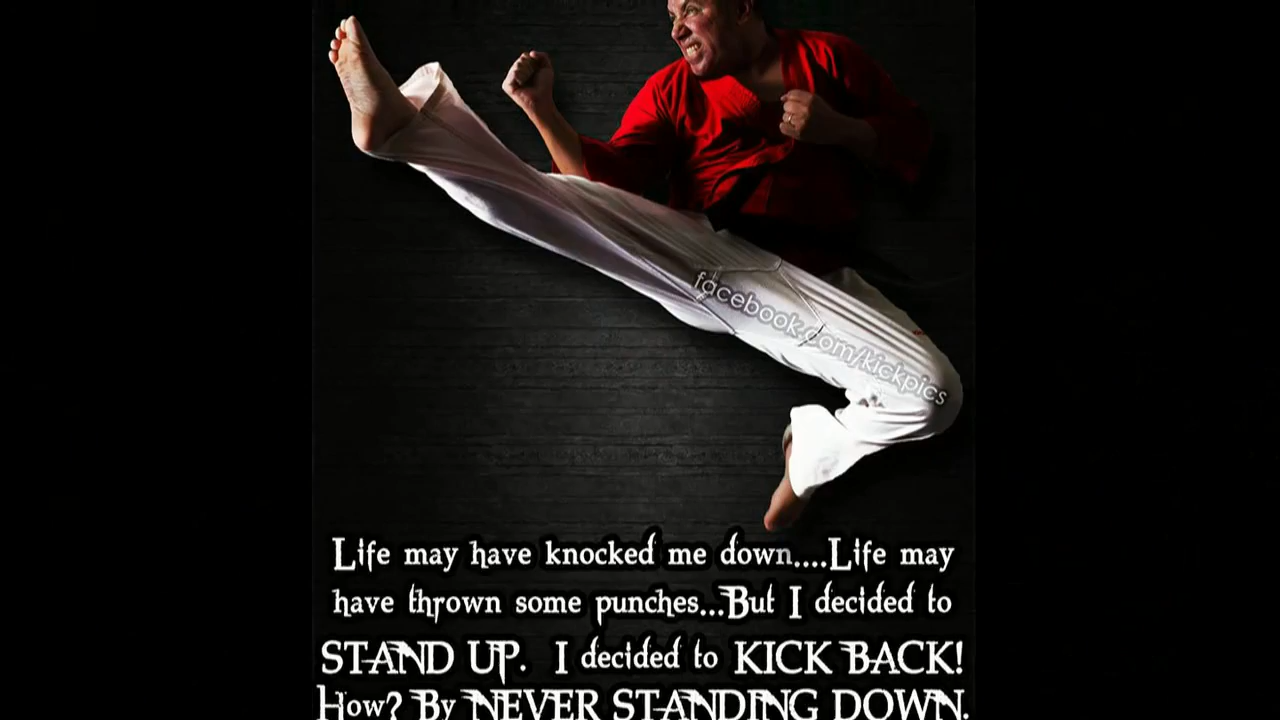 facebook.com/kickpics
Life may have knocked me down....Life may
have thrown some punches...But I decided to
STAND UP. I decided to KICK BACK!
How? By NEVER STANDING DOWN.